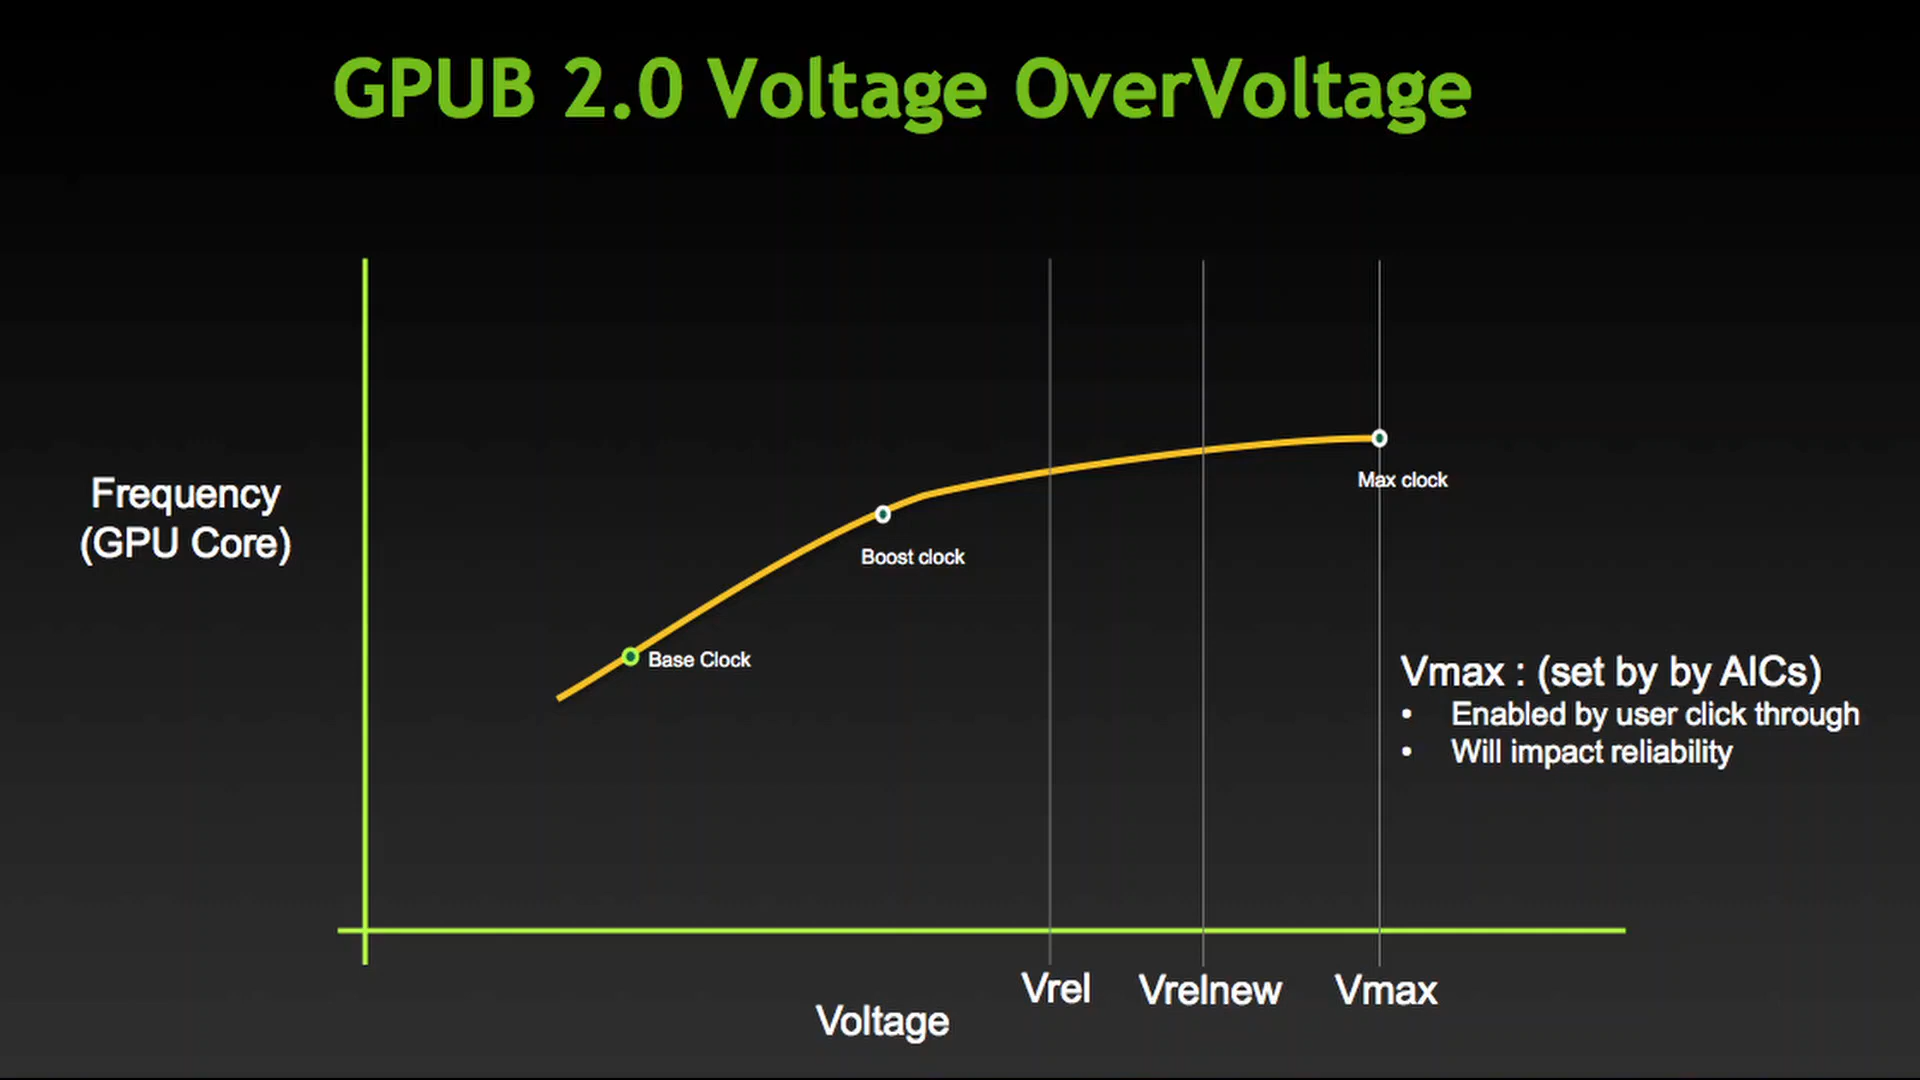 GPUB 2.0 Voltage OverVoltage
Frequency
(GPU Core)
Max clock
Boost clock
Base Clock
Vmax : (set by by AICs)
• Enabled by user click through
• Will impact reliability
Vrel
Vrelnew
Vmax
Voltage